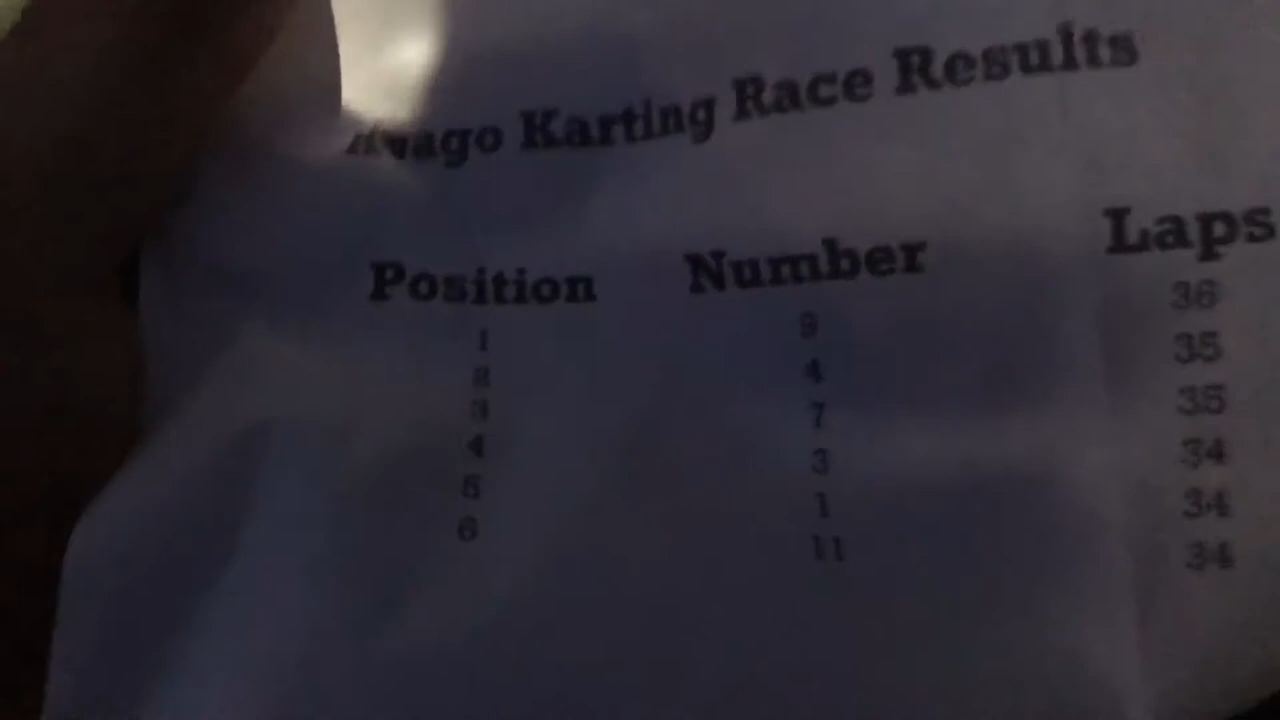 Karting Race Results
Position Number Laps
1 9 36
2 4 35
3 7 35
4 3 34
5 1 34
6 11 34